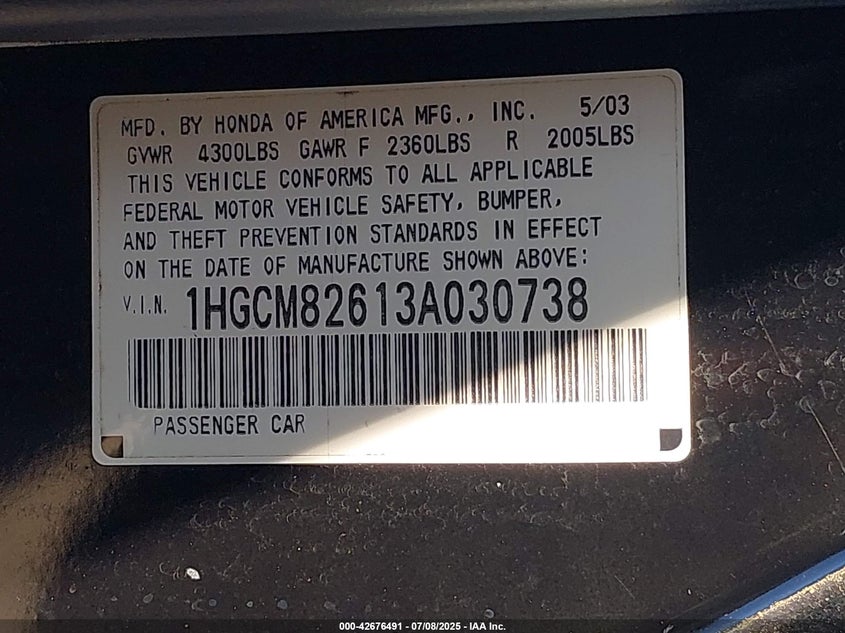 MFD. BY HONDA OF AMERICA MFG., INC. 5/03
GVWR 4300LBS GAWR F 2360LBS R 2005LBS
THIS VEHICLE CONFORMS TO ALL APPLICABLE
FEDERAL MOTOR VEHICLE SAFETY, BUMPER,
AND THEFT PREVENTION STANDARDS IN EFFECT
ON THE DATE OF MANUFACTURE SHOWN ABOVE:
V.I.N. 1HGCM82613A030738
PASSENGER CAR
000-42676491 - 07/08/2025 - IAA Inc.